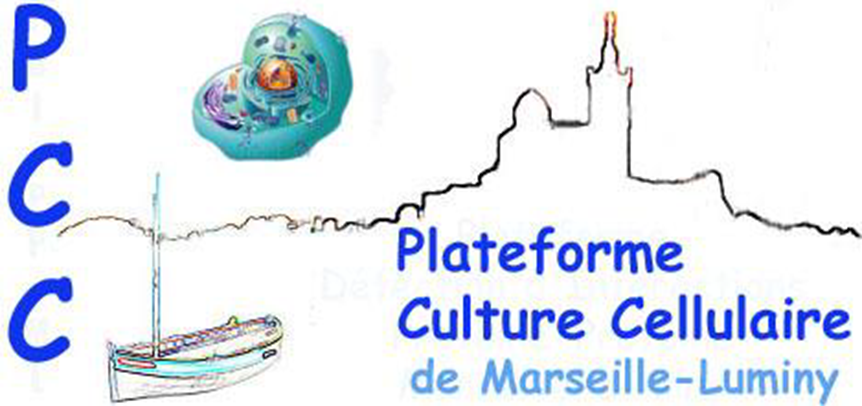 P
C
C
Plateforme
Culture Cellulaire
de Marseille-Luminy